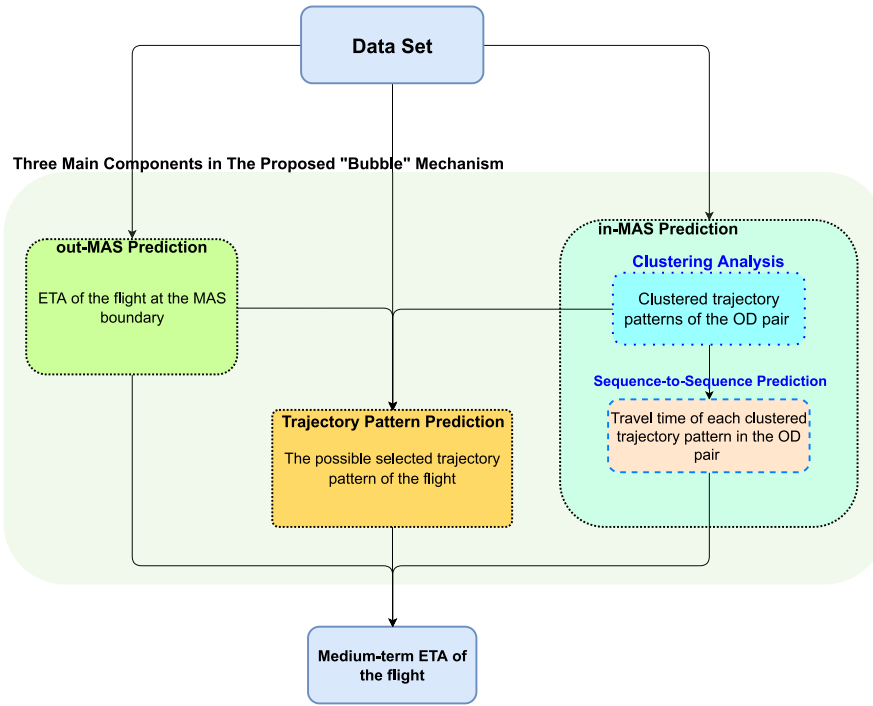 Data Set
Three Main Components in The Proposed "Bubble" Mechanism
out-MAS Prediction
ETA of the flight at the MAS
boundary
in-MAS Prediction
Clustering Analysis
Clustered trajectory
patterns of the OD pair
Sequence-to-Sequence Prediction
Travel time of each clustered
trajectory pattern in the OD
pair
Trajectory Pattern Prediction
The possible selected trajectory
pattern of the flight
Medium-term ETA of
the flight